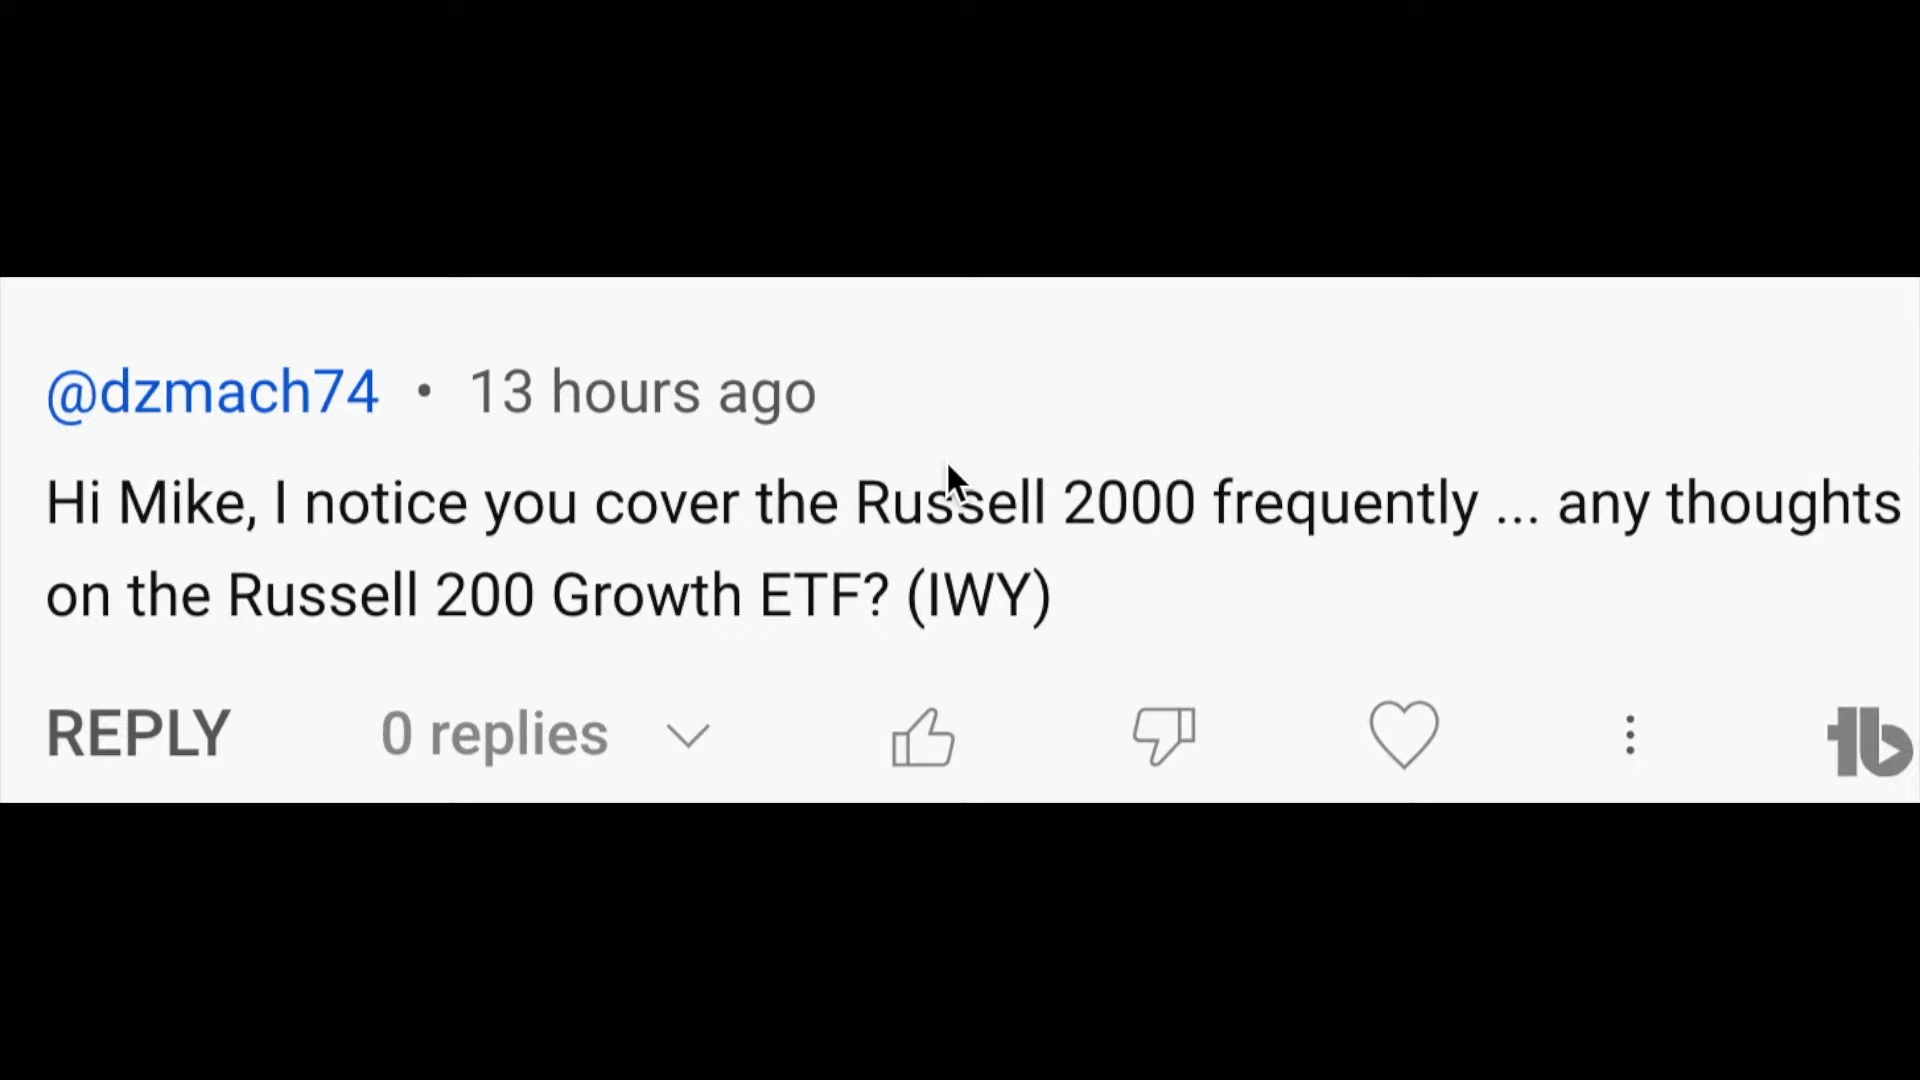 @dzmach74 • 13 hours ago
Hi Mike, I notice you cover the Russell 2000 frequently ... any thoughts
on the Russell 200 Growth ETF? (IWY)
REPLY 0 replies
tb